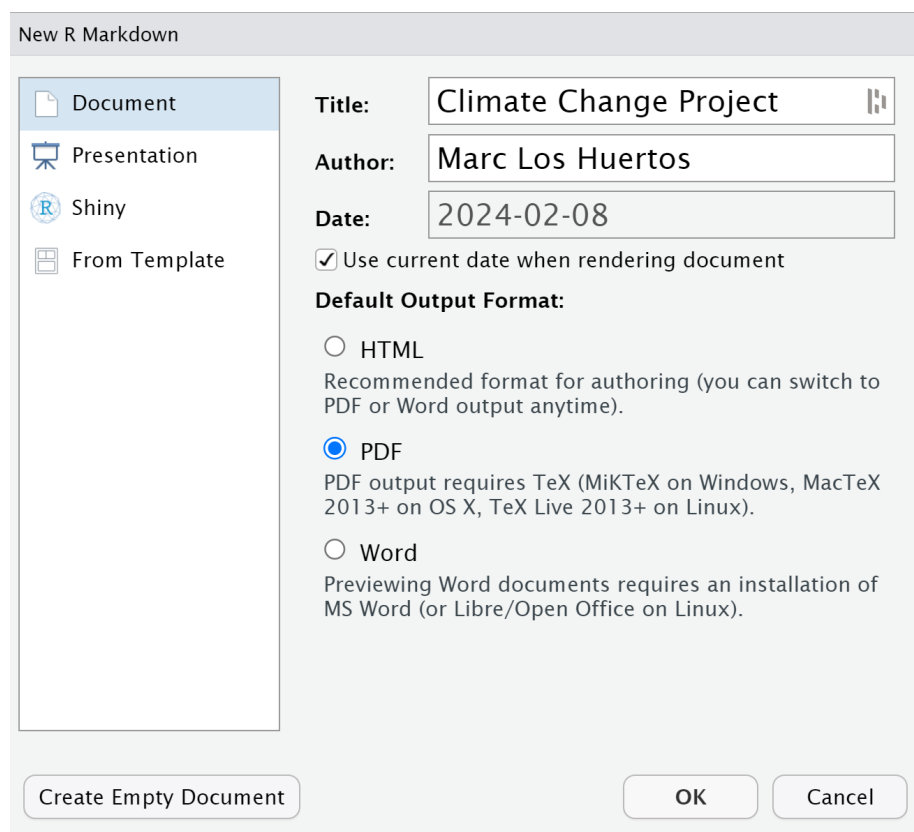 New R Markdown
Document
Presentation
R Shiny
From Template
Title: Climate Change Project
Author: Marc Los Huertos
Date: 2024-02-08
Use current date when rendering document
Default Output Format:
HTML
Recommended format for authoring (you can switch to
PDF or Word output anytime).
PDF
PDF output requires TeX (MiKTeX on Windows, MacTeX
2013+ on OS X, TeX Live 2013+ on Linux).
Word
Previewing Word documents requires an installation of
MS Word (or Libre/Open Office on Linux).
Create Empty Document OK Cancel